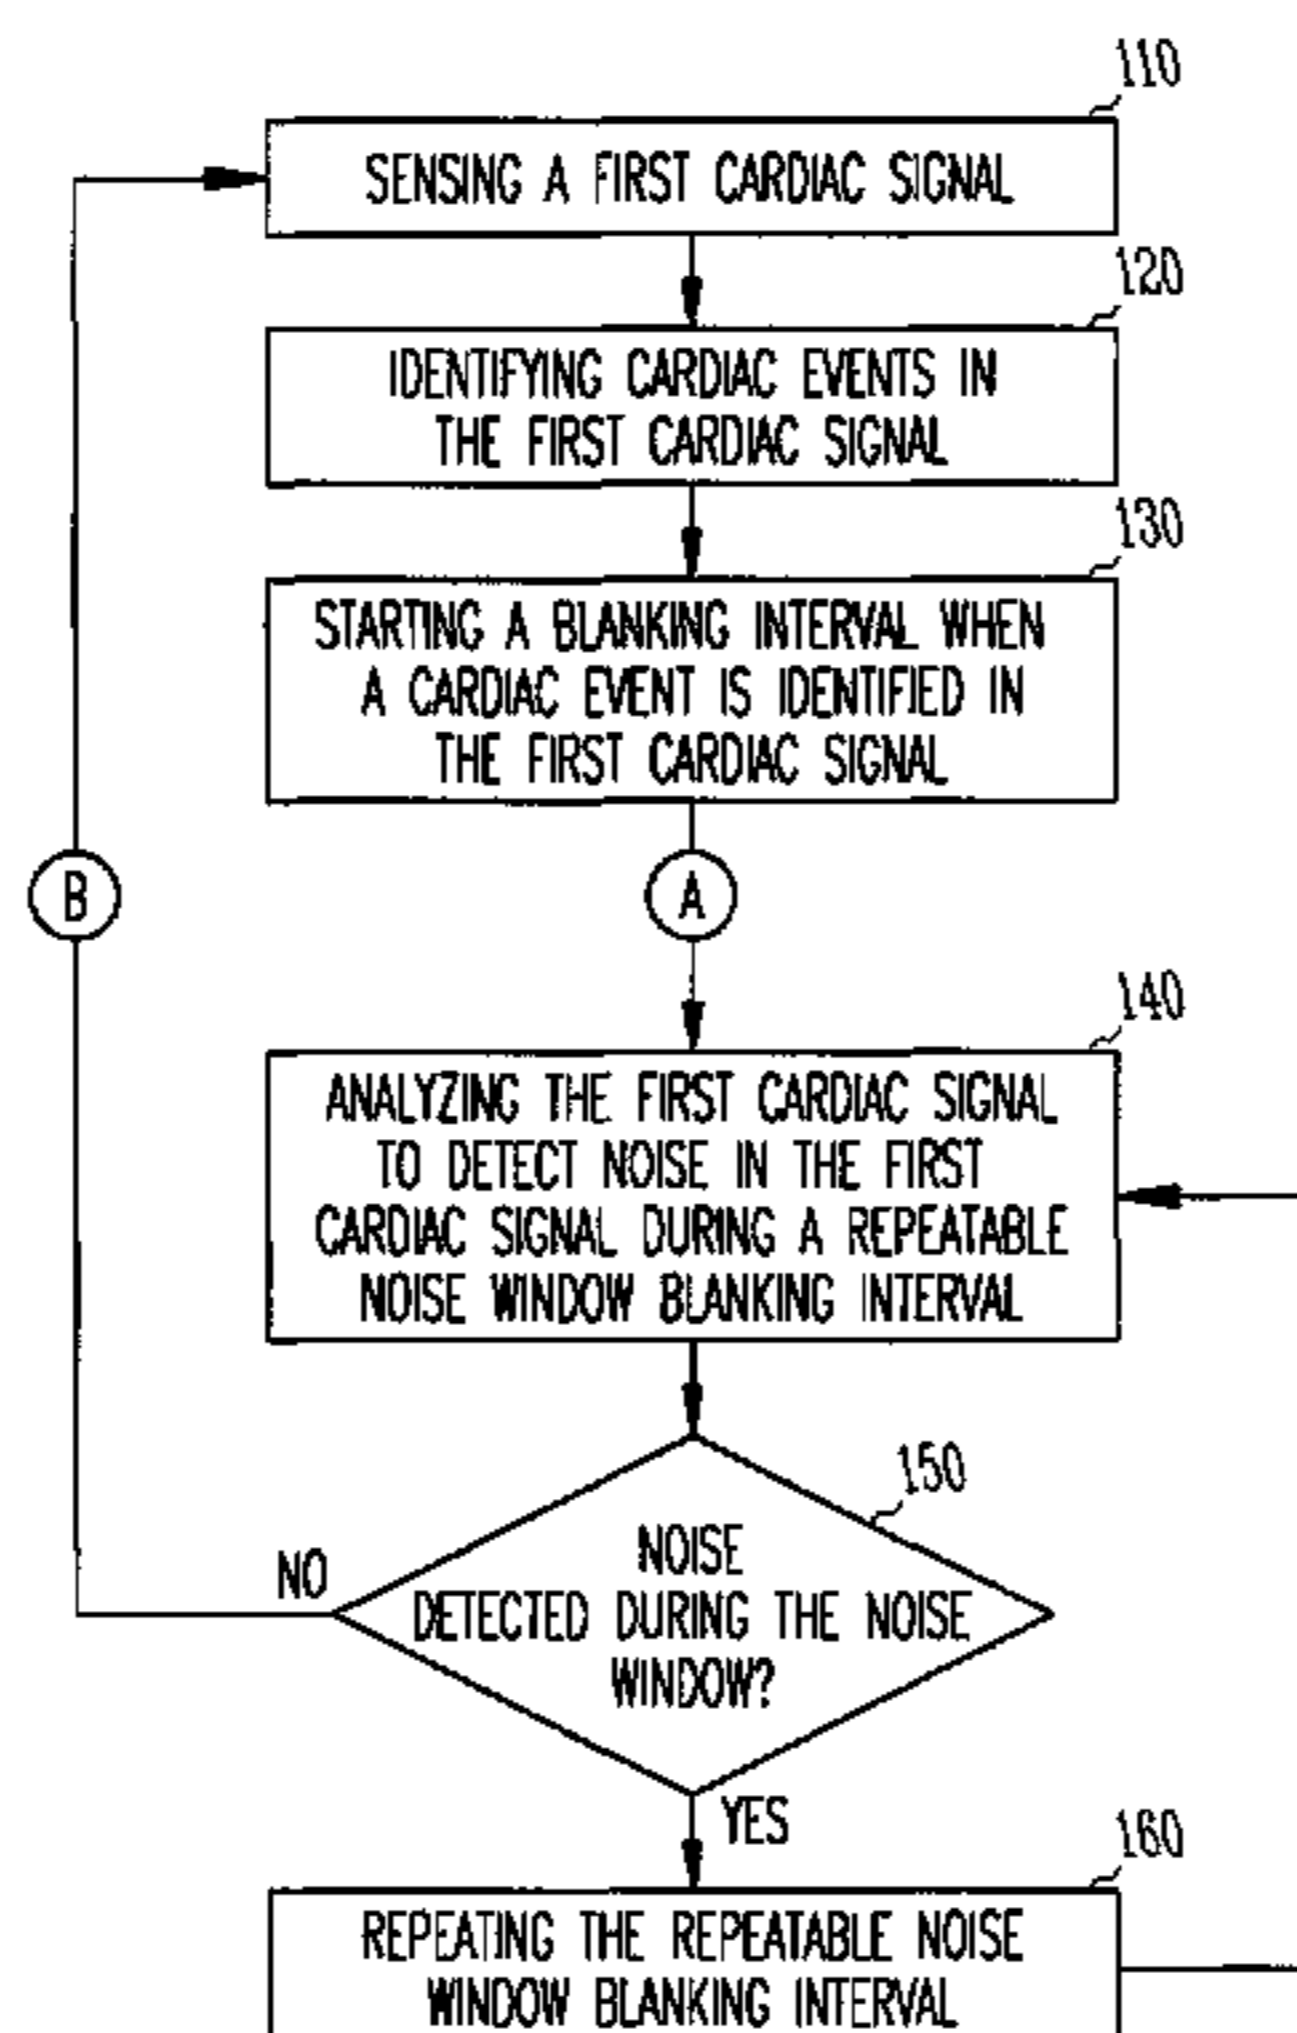 110
SENSING A FIRST CARDIAC SIGNAL
120
IDENTIFYING CARDIAC EVENTS IN
THE FIRST CARDIAC SIGNAL
130
STARTING A BLANKING INTERVAL WHEN
A CARDIAC EVENT IS IDENTIFIED IN
THE FIRST CARDIAC SIGNAL
B
A
140
ANALYZING THE FIRST CARDIAC SIGNAL
TO DETECT NOISE IN THE FIRST
CARDIAC SIGNAL DURING A REPEATABLE
NOISE WINDOW BLANKING INTERVAL
150
NO
NOISE
DETECTED DURING THE NOISE
WINDOW?
YES
160
REPEATING THE REPEATABLE NOISE
WINDOW BLANKING INTERVAL